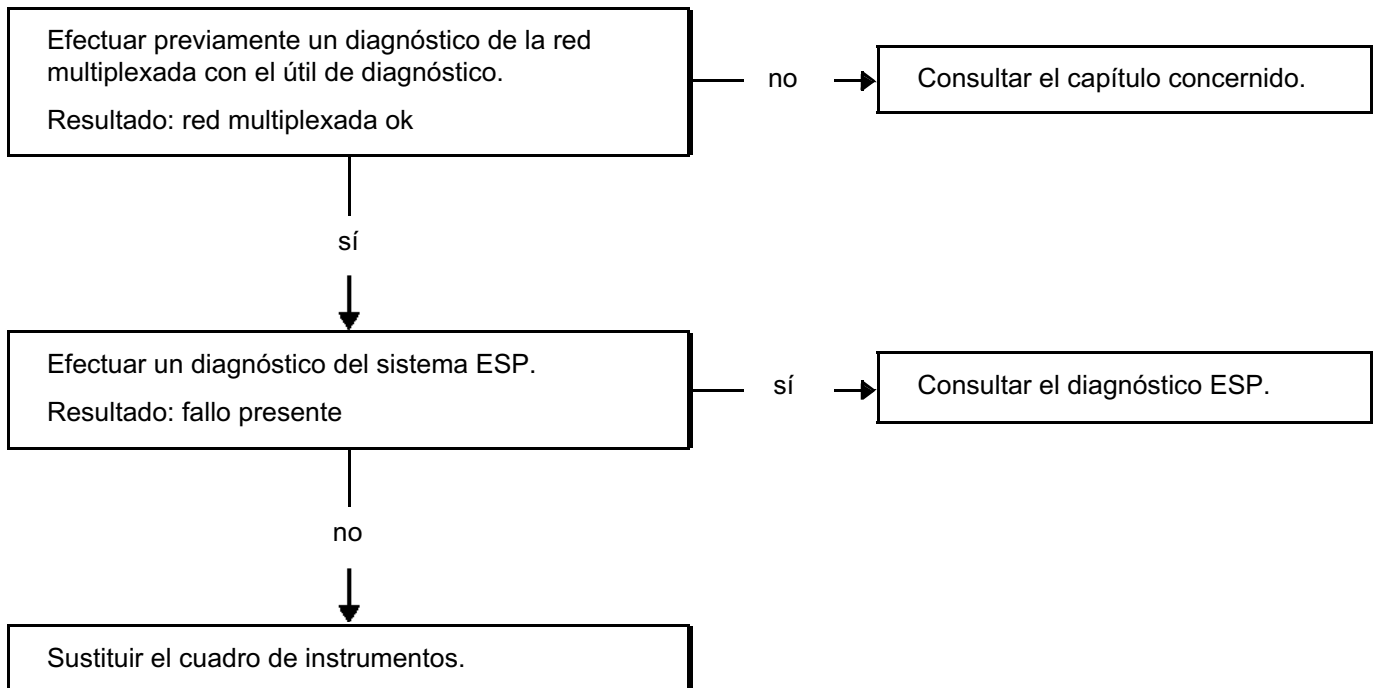 Efectuar previamente un diagnóstico de la red
multiplexada con el útil de diagnóstico.
Resultado: red multiplexada ok
no
Consultar el capítulo concernido.
sí
Efectuar un diagnóstico del sistema ESP.
Resultado: fallo presente
sí
Consultar el diagnóstico ESP.
no
Sustituir el cuadro de instrumentos.